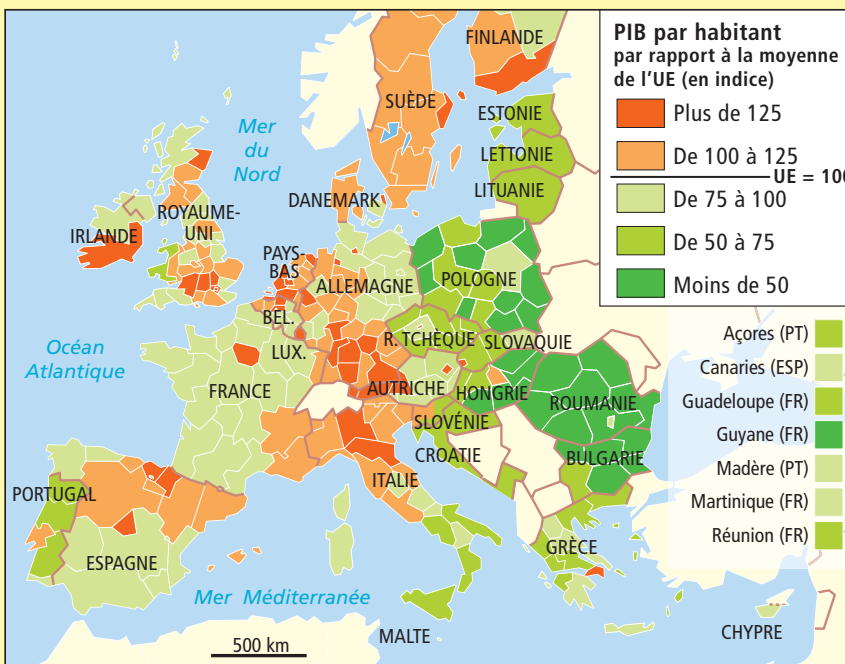 PIB par habitant
par rapport à la moyenne
de l'UE (en indice)
Plus de 125
De 100 à 125
UE = 100
De 75 à 100
De 50 à 75
Moins de 50
Açores (PT)
Canaries (ESP)
Guadeloupe (FR)
Guyane (FR)
Madère (PT)
Martinique (FR)
Réunion (FR)
FINLANDE
SUÈDE
ESTONIE
Mer
du
Nord
LETTONIE
LITUANIE
DANEMARK
ROYAUME-
UNI
IRLANDE
PAYS-
BAS
ALLEMAGNE
POLOGNE
BEL.
LUX.
R. TCHÈQUE
SLOVAQUIE
Océan
Atlantique
FRANCE
AUTRICHE
HONGRIE
ROUMANIE
SLOVÉNIE
CROATIE
BULGARIE
ITALIE
PORTUGAL
ESPAGNE
GRÈCE
Mer Méditerranée
MALTE
CHYPRE
500 km